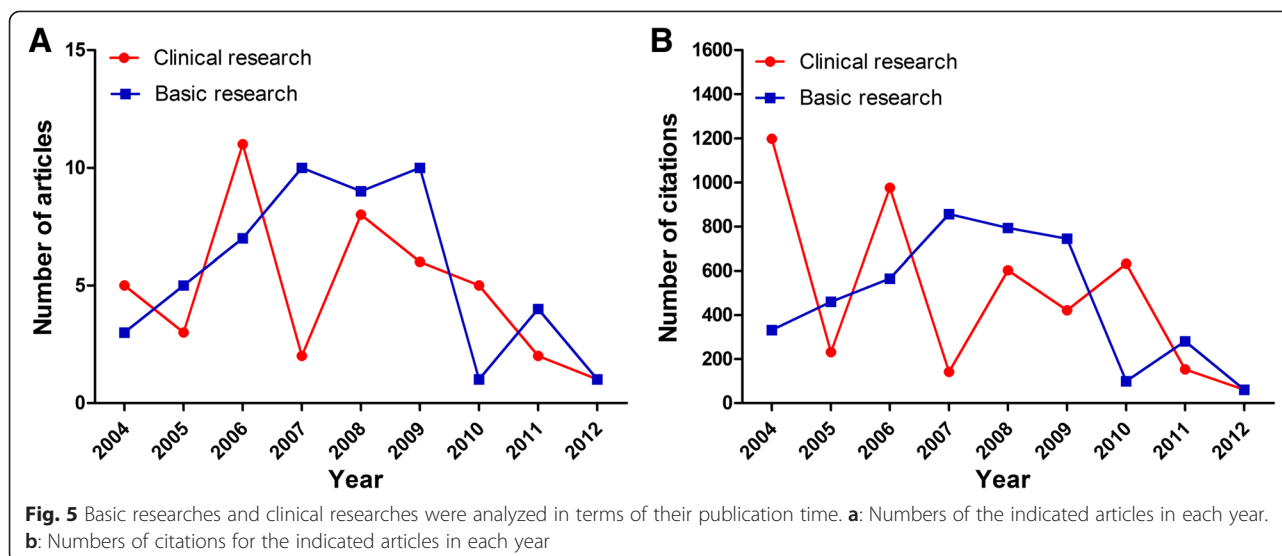 A
Clinical research
Basic research
Number of articles
15
10
5
0
2004
2005
2006
2007
2008
2009
2010
2011
2012
Year
B
Clinical research
Basic research
Number of citations
1600
1400
1200
1000
800
600
400
200
0
2004
2005
2006
2007
2008
2009
2010
2011
2012
Year
Fig. 5 Basic researches and clinical researches were analyzed in terms of their publication time. a: Numbers of the indicated articles in each year.
b: Numbers of citations for the indicated articles in each year